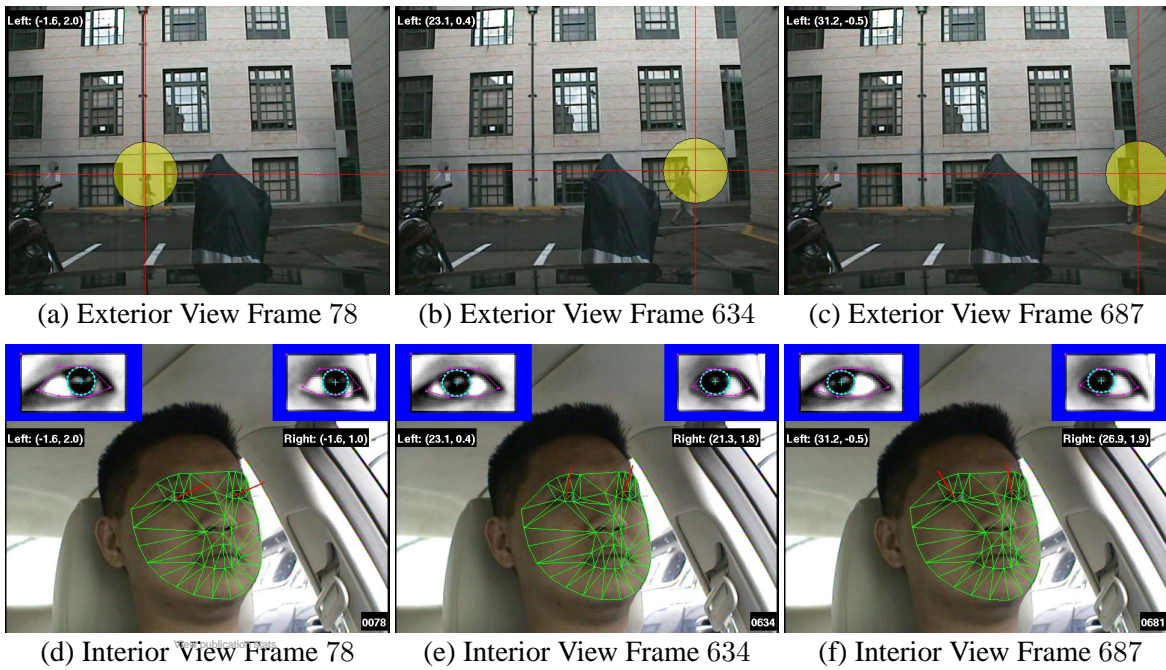 Left: (-1.6, 2.0)
Left: (23.1, 0.4)
Left: (31.2, -0.5)
(a) Exterior View Frame 78
(b) Exterior View Frame 634
(c) Exterior View Frame 687
Left: (-1.6, 2.0)
Right: (-1.6, 1.0)
Left: (23.1, 0.4)
Right: (21.3, 1.8)
Left: (31.2, -0.5)
Right: (26.9, 1.9)
0078
0634
0681
View publication stats
(d) Interior View Frame 78
(e) Interior View Frame 634
(f) Interior View Frame 687